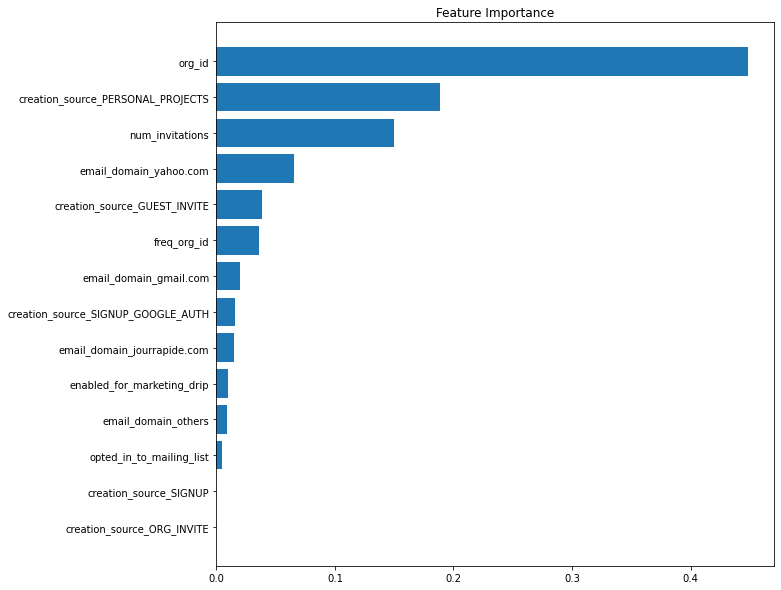 Feature Importance
org_id
creation_source_PERSONAL_PROJECTS
num_invitations
email_domain_yahoo.com
creation_source_GUEST_INVITE
freq_org_id
email_domain_gmail.com
creation_source_SIGNUP_GOOGLE_AUTH
email_domain_jourrapide.com
enabled_for_marketing_drip
email_domain_others
opted_in_to_mailing_list
creation_source_SIGNUP
creation_source_ORG_INVITE
0.0 0.1 0.2 0.3 0.4